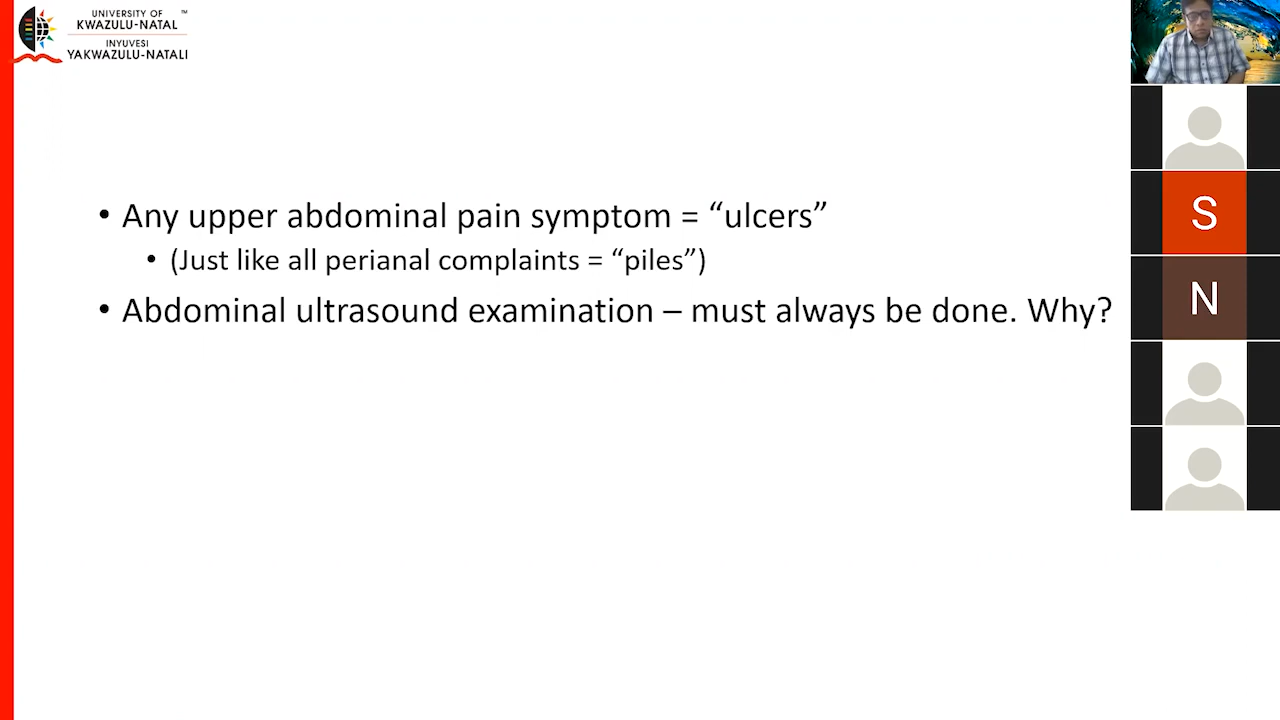 UNIVERSITY OF ™
KWAZULU-NATAL
INYUVESI
YAKWAZULU-NATALI
• Any upper abdominal pain symptom = “ulcers”
• (Just like all perianal complaints = “piles”)
• Abdominal ultrasound examination – must always be done. Why?
S
N